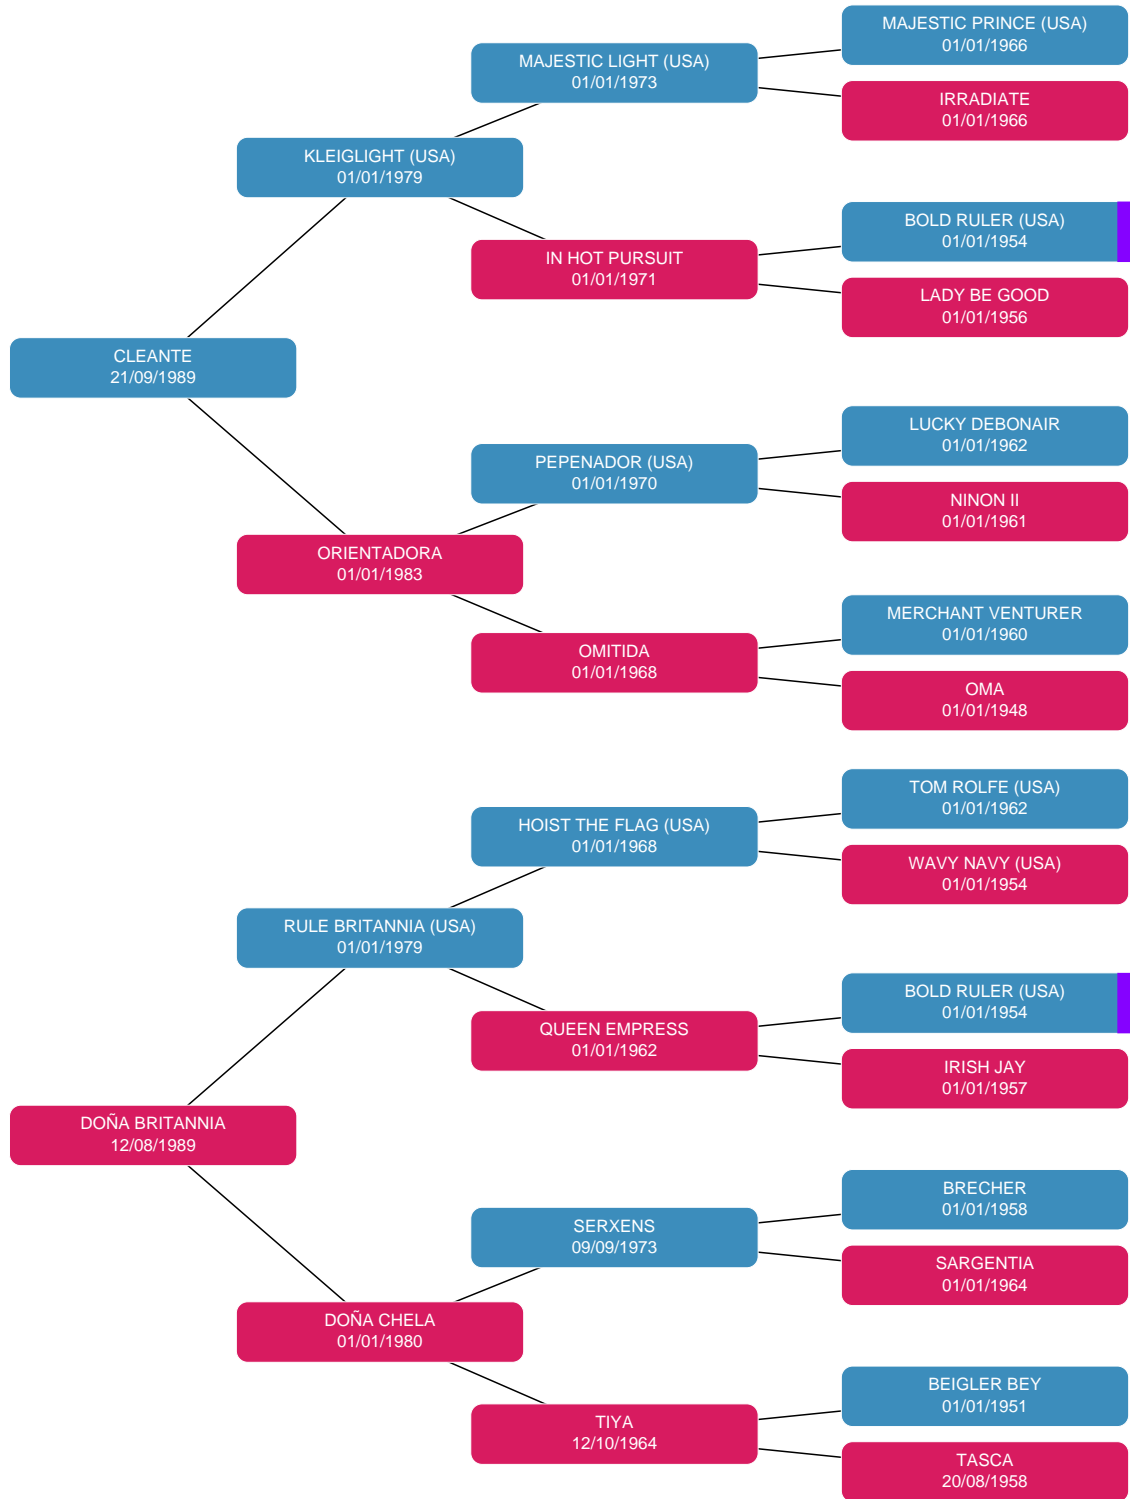 MAJESTIC PRINCE (USA)
01/01/1966
MAJESTIC LIGHT (USA)
01/01/1973
IRRADIATE
01/01/1966
KLEIGLIGHT (USA)
01/01/1979
BOLD RULER (USA)
01/01/1954
IN HOT PURSUIT
01/01/1971
LADY BE GOOD
01/01/1956
CLEANTE
21/09/1989
LUCKY DEBONAIR
01/01/1962
PEPENADOR (USA)
01/01/1970
NINON II
01/01/1961
ORIENTADORA
01/01/1983
MERCHANT VENTURER
01/01/1960
OMITIDA
01/01/1968
OMA
01/01/1948
TOM ROLFE (USA)
01/01/1962
HOIST THE FLAG (USA)
01/01/1968
WAVY NAVY (USA)
01/01/1954
RULE BRITANNIA (USA)
01/01/1979
BOLD RULER (USA)
01/01/1954
QUEEN EMPRESS
01/01/1962
IRISH JAY
01/01/1957
DOÑA BRITANNIA
12/08/1989
BRECHER
01/01/1958
SERXENS
09/09/1973
SARGENTIA
01/01/1964
DOÑA CHELA
01/01/1980
BEIGLER BEY
01/01/1951
TIYA
12/10/1964
TASCA
20/08/1958